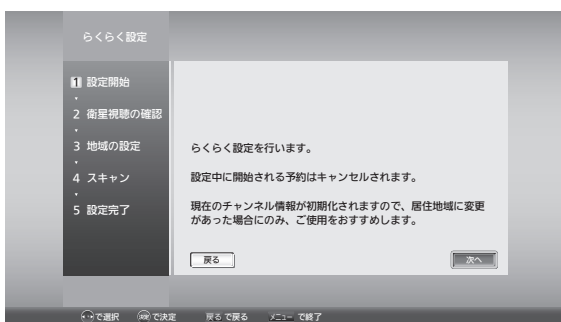 らくらく設定
1 設定開始
2 衛星視聴の確認
3 地域の設定
4 スキャン
5 設定完了
らくらく設定を行います。
設定中に開始される予約はキャンセルされます。
現在のチャンネル情報が初期化されますので、居住地域に変更
があった場合にのみ、ご使用をおすすめします。
戻る 次へ
で選択 決定 で決定 戻る で戻る メニュー で終了